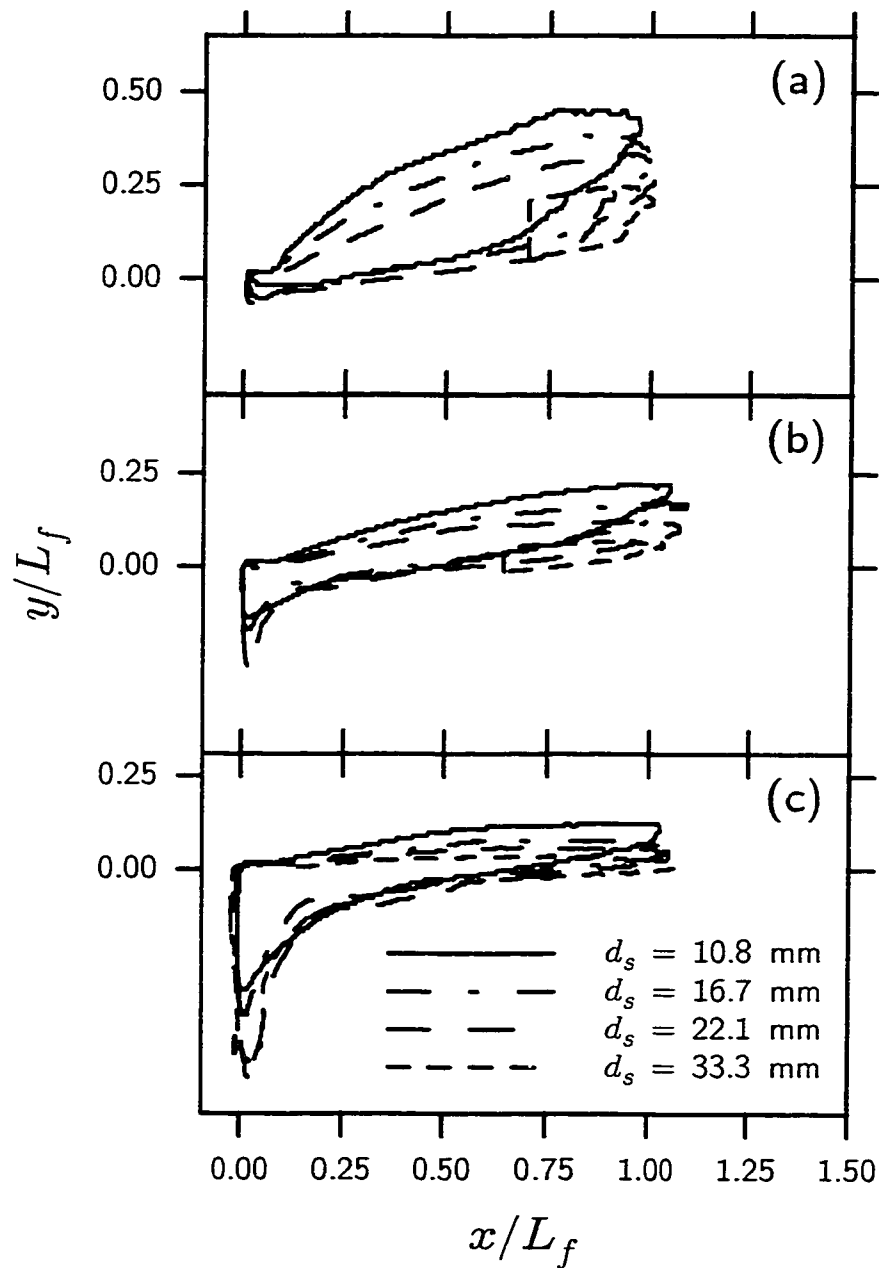 (a)
0.50
0.25
0.00
(b)
0.25
0.00
y/L_f
(c)
0.25
0.00
d_s = 10.8 mm
d_s = 16.7 mm
d_s = 22.1 mm
d_s = 33.3 mm
0.00 0.25 0.50 0.75 1.00 1.25 1.50
x/L_f